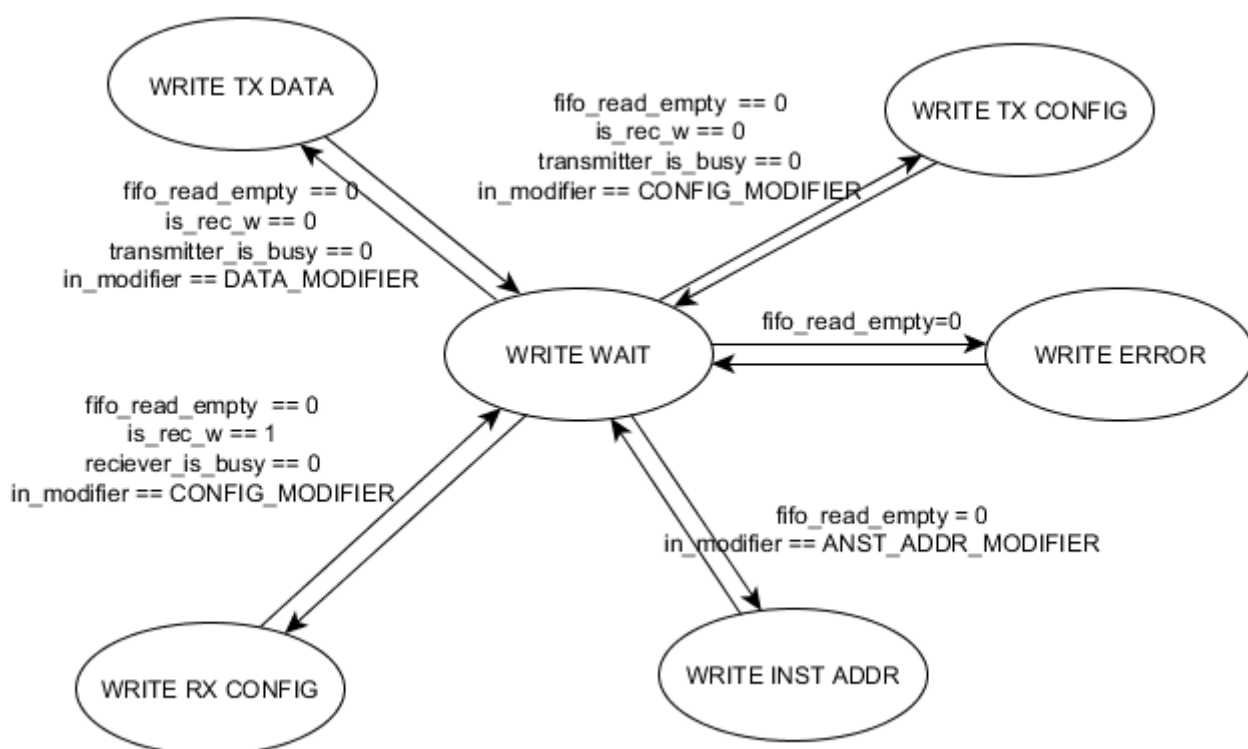 WRITE TX DATA
fifo_read_empty == 0
is_rec_w == 0
transmitter_is_busy == 0
in_modifier == CONFIG_MODIFIER
WRITE TX CONFIG
fifo_read_empty == 0
is_rec_w == 0
transmitter_is_busy == 0
in_modifier == DATA_MODIFIER
WRITE WAIT
fifo_read_empty=0
WRITE ERROR
fifo_read_empty == 0
is_rec_w == 1
reciever_is_busy == 0
in_modifier == CONFIG_MODIFIER
fifo_read_empty = 0
in_modifier == ANST_ADDR_MODIFIER
WRITE RX CONFIG
WRITE INST ADDR